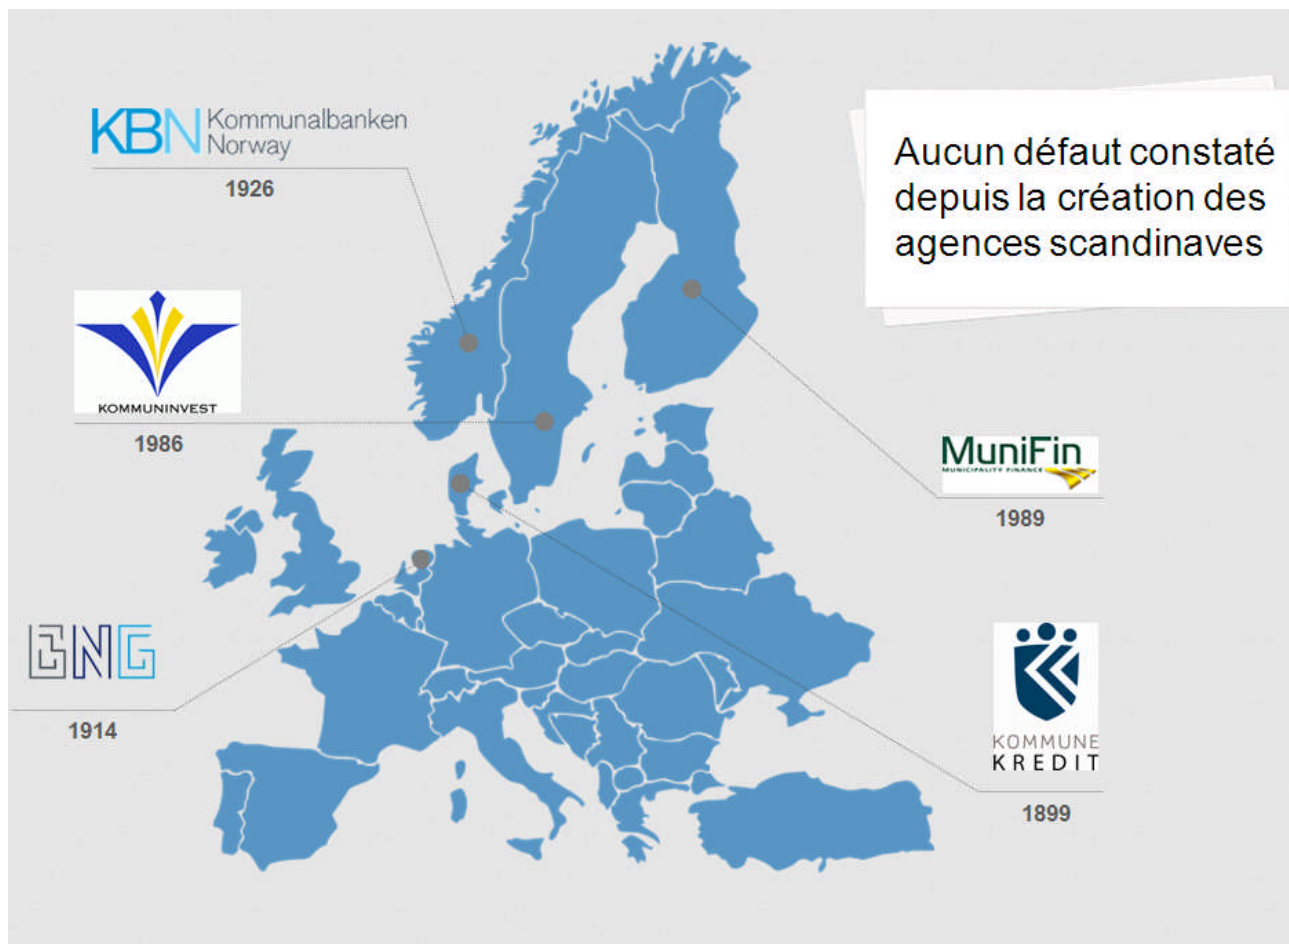 KBN Kommunalbanken
Norway
1926
Aucun défaut constaté
depuis la création des
agences scandinaves
KOMMUNINVEST
1986
MuniFin
MUNICIPALITY FINANCE
1989
BNG
1914
KOMMUNE
KREDIT
1899